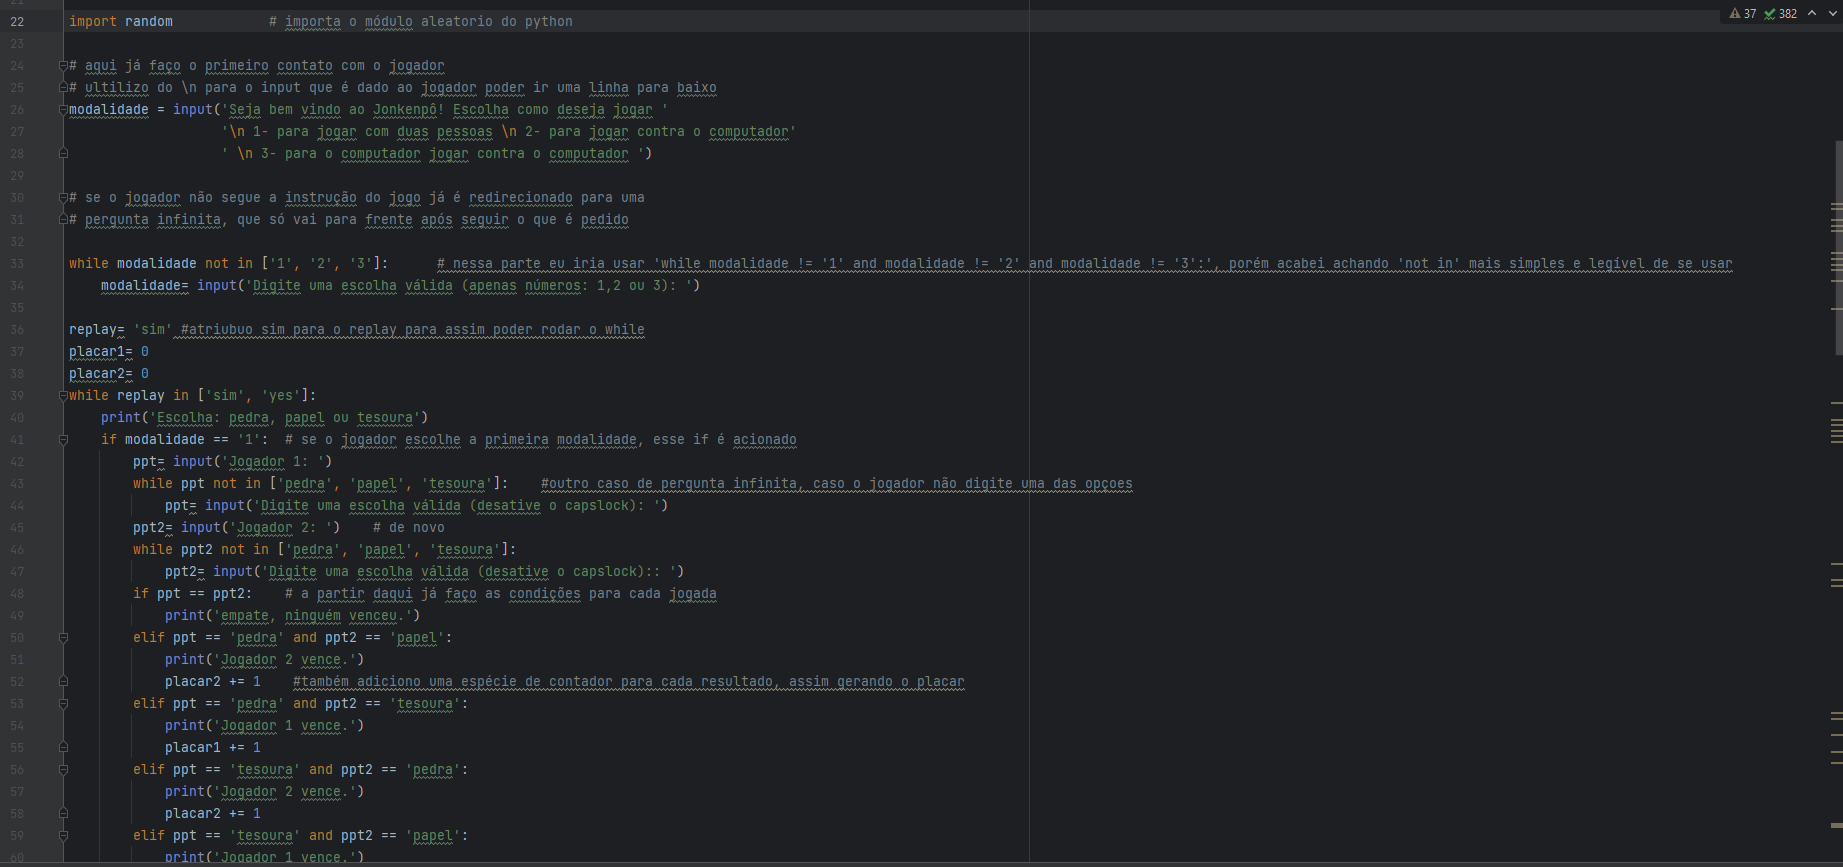 37 382
22 import random            # importa o módulo aleatorio do python
23
24 # aqui já faço o primeiro contato com o jogador
25 # ultilizo do \n para o input que é dado ao jogador poder ir uma linha para baixo
26 modalidade = input('Seja bem vindo ao Jonkenpô! Escolha como deseja jogar '
27                    '\n 1- para jogar com duas pessoas \n 2- para jogar contra o computador'
28                    ' \n 3- para o computador jogar contra o computador ')
29
30 # se o jogador não segue a instrução do jogo já é redirecionado para uma
31 # pergunta infinita, que só vai para frente após seguir o que é pedido
32
33 while modalidade not in ['1', '2', '3']:      # nessa parte eu iria usar 'while modalidade != '1' and modalidade != '2' and modalidade != '3':', porém acabei achando 'not in' mais simples e legível de se usar
34     modalidade= input('Digite uma escolha válida (apenas números: 1,2 ou 3): ')
35
36 replay= 'sim' #atriubuo sim para o replay para assim poder rodar o while
37 placar1= 0
38 placar2= 0
39 while replay in ['sim', 'yes']:
40     print('Escolha: pedra, papel ou tesoura')
41     if modalidade == '1':  # se o jogador escolhe a primeira modalidade, esse if é acionado
42         ppt= input('Jogador 1: ')
43         while ppt not in ['pedra', 'papel', 'tesoura']:    #outro caso de pergunta infinita, caso o jogador não digite uma das opçoes
44             ppt= input('Digite uma escolha válida (desative o capslock): ')
45         ppt2= input('Jogador 2: ')    # de novo
46         while ppt2 not in ['pedra', 'papel', 'tesoura']:
47             ppt2= input('Digite uma escolha válida (desative o capslock):: ')
48         if ppt == ppt2:    # a partir daqui já faço as condições para cada jogada
49             print('empate, ninguém venceu.')
50         elif ppt == 'pedra' and ppt2 == 'papel':
51             print('Jogador 2 vence.')
52             placar2 += 1    #também adiciono uma espécie de contador para cada resultado, assim gerando o placar
53         elif ppt == 'pedra' and ppt2 == 'tesoura':
54             print('Jogador 1 vence.')
55             placar1 += 1
56         elif ppt == 'tesoura' and ppt2 == 'pedra':
57             print('Jogador 2 vence.')
58             placar2 += 1
59         elif ppt == 'tesoura' and ppt2 == 'papel':
60             print('Jogador 1 vence.')